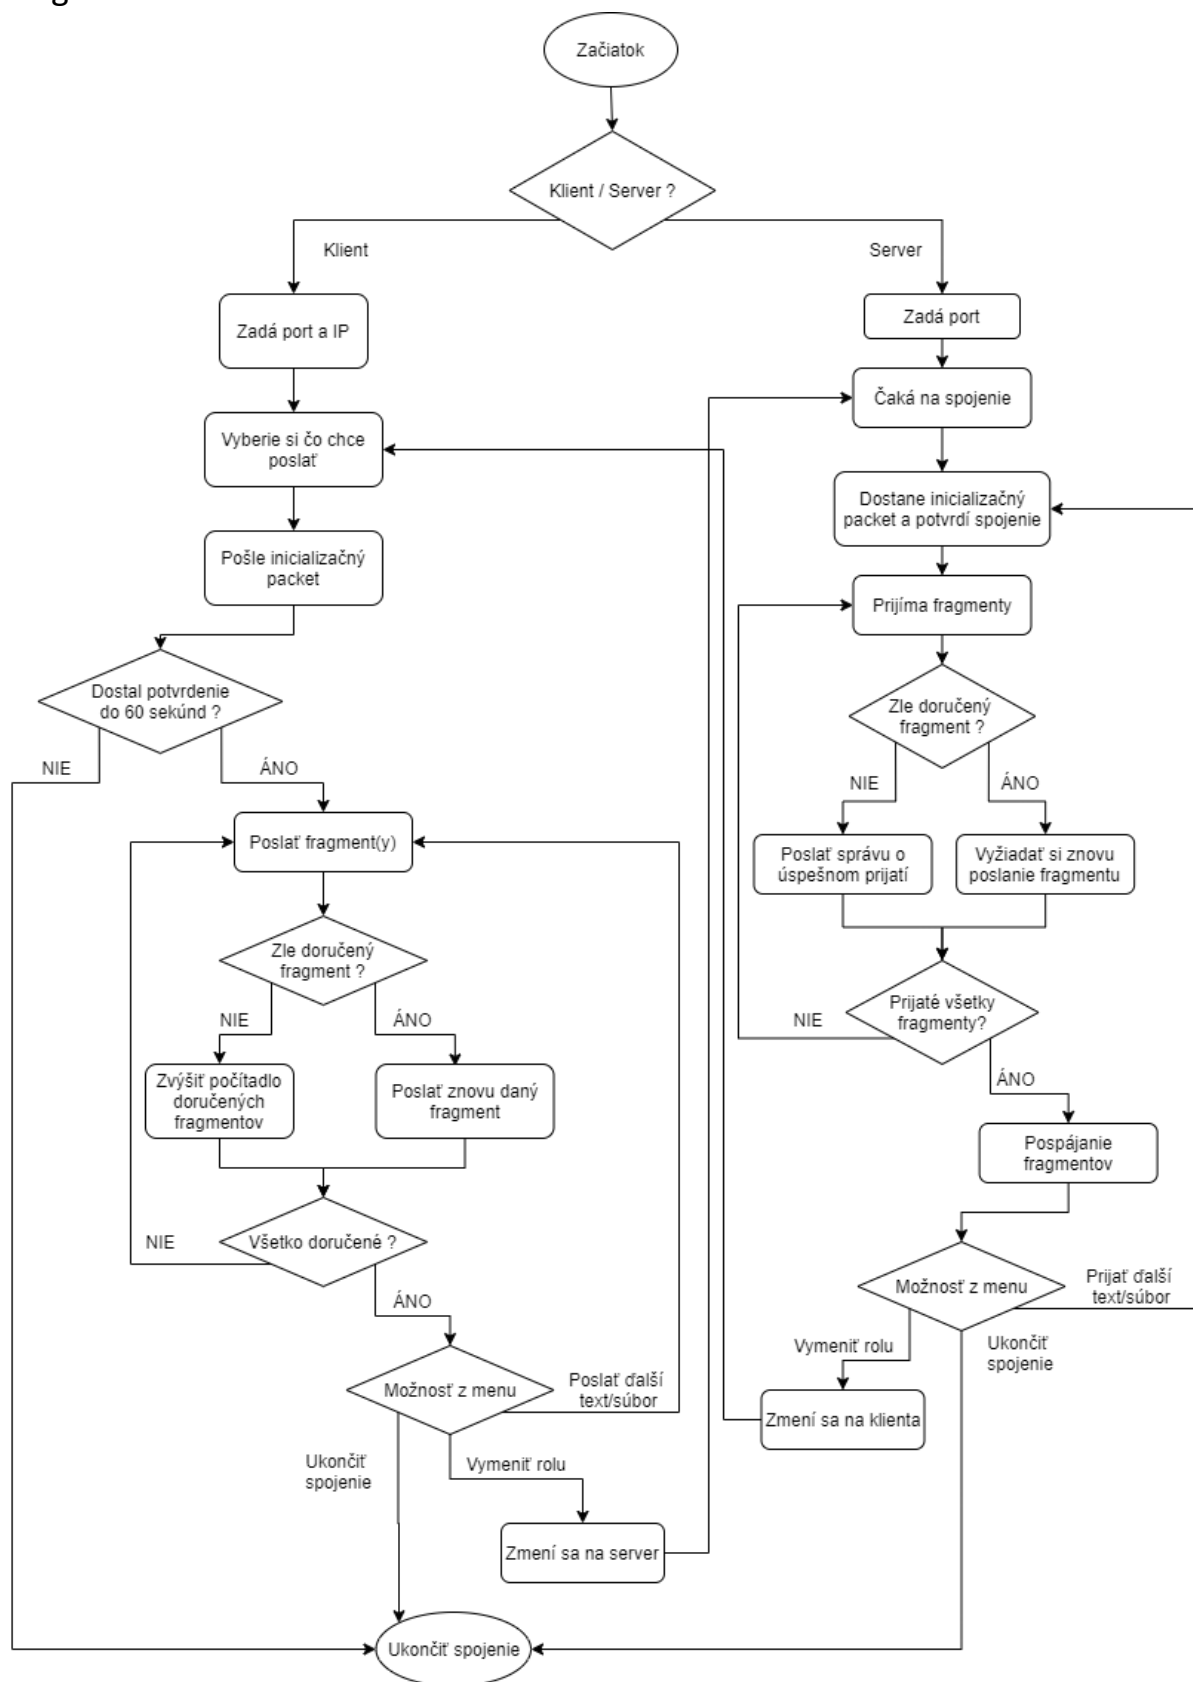 Začiatok
Klient / Server ?
Klient
Server
Zadá port a IP
Zadá port
Čaká na spojenie
Vyberie si čo chce
poslať
Dostane inicializačný
packet a potvrdí spojenie
Pošle inicializačný
packet
Prijíma fragmenty
Dostal potvrdenie
do 60 sekúnd ?
Zle doručený
fragment ?
NIE
ÁNO
NIE
ÁNO
Poslať fragment(y)
Poslať správu o
úspešnom prijatí
Vyžiadať si znovu
poslanie fragmentu
Zle doručený
fragment ?
Prijaté všetky
fragmenty?
NIE
ÁNO
NIE
Zvýšiť počítadlo
doručených
fragmentov
Poslať znovu daný
fragment
ÁNO
Pospájanie
fragmentov
Všetko doručené ?
NIE
ÁNO
Možnosť z menu
Prijať ďalší
text/súbor
Vymeniť rolu
Ukončiť
spojenie
Možnosť z menu
Poslať ďalší
text/súbor
Zmení sa na klienta
Ukončiť
spojenie
Vymeniť rolu
Zmení sa na server
Ukončiť spojenie